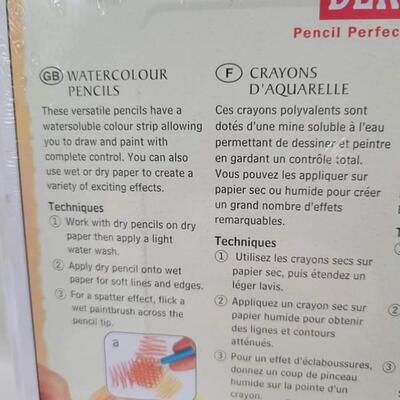 Pencil Perfec
GB WATERCOLOUR
PENCILS
These versatile pencils have a
watersoluble colour strip allowing
you to draw and paint with
complete control. You can also
use wet or dry paper to create a
variety of exciting effects.
Techniques
① Work with dry pencils on dry
paper then apply a light
water wash.
② Apply dry pencil onto wet
paper for soft lines and edges.
③ For a spatter effect, flick a
wet paintbrush across the
pencil tip.
a
F CRAYONS
D'AQUARELLE
Ces crayons polyvalents sont
dotés d'une mine soluble à l'eau
permettant de dessiner et peintre
en gardant un contrôle total.
Vous pouvez les appliquer sur
papier sec ou humide pour créer
un grand nombre d'effets
remarquables.
Techniques
① Utilisez les crayons secs sur
papier sec, puis étendez un
léger lavis.
② Appliquez un crayon sec sur
papier humide pour obtenir
des lignes et contours
atténués.
③ Pour un effet d'éclaboussures,
donnez un coup de pinceau
humide sur la pointe d'un
crayon.